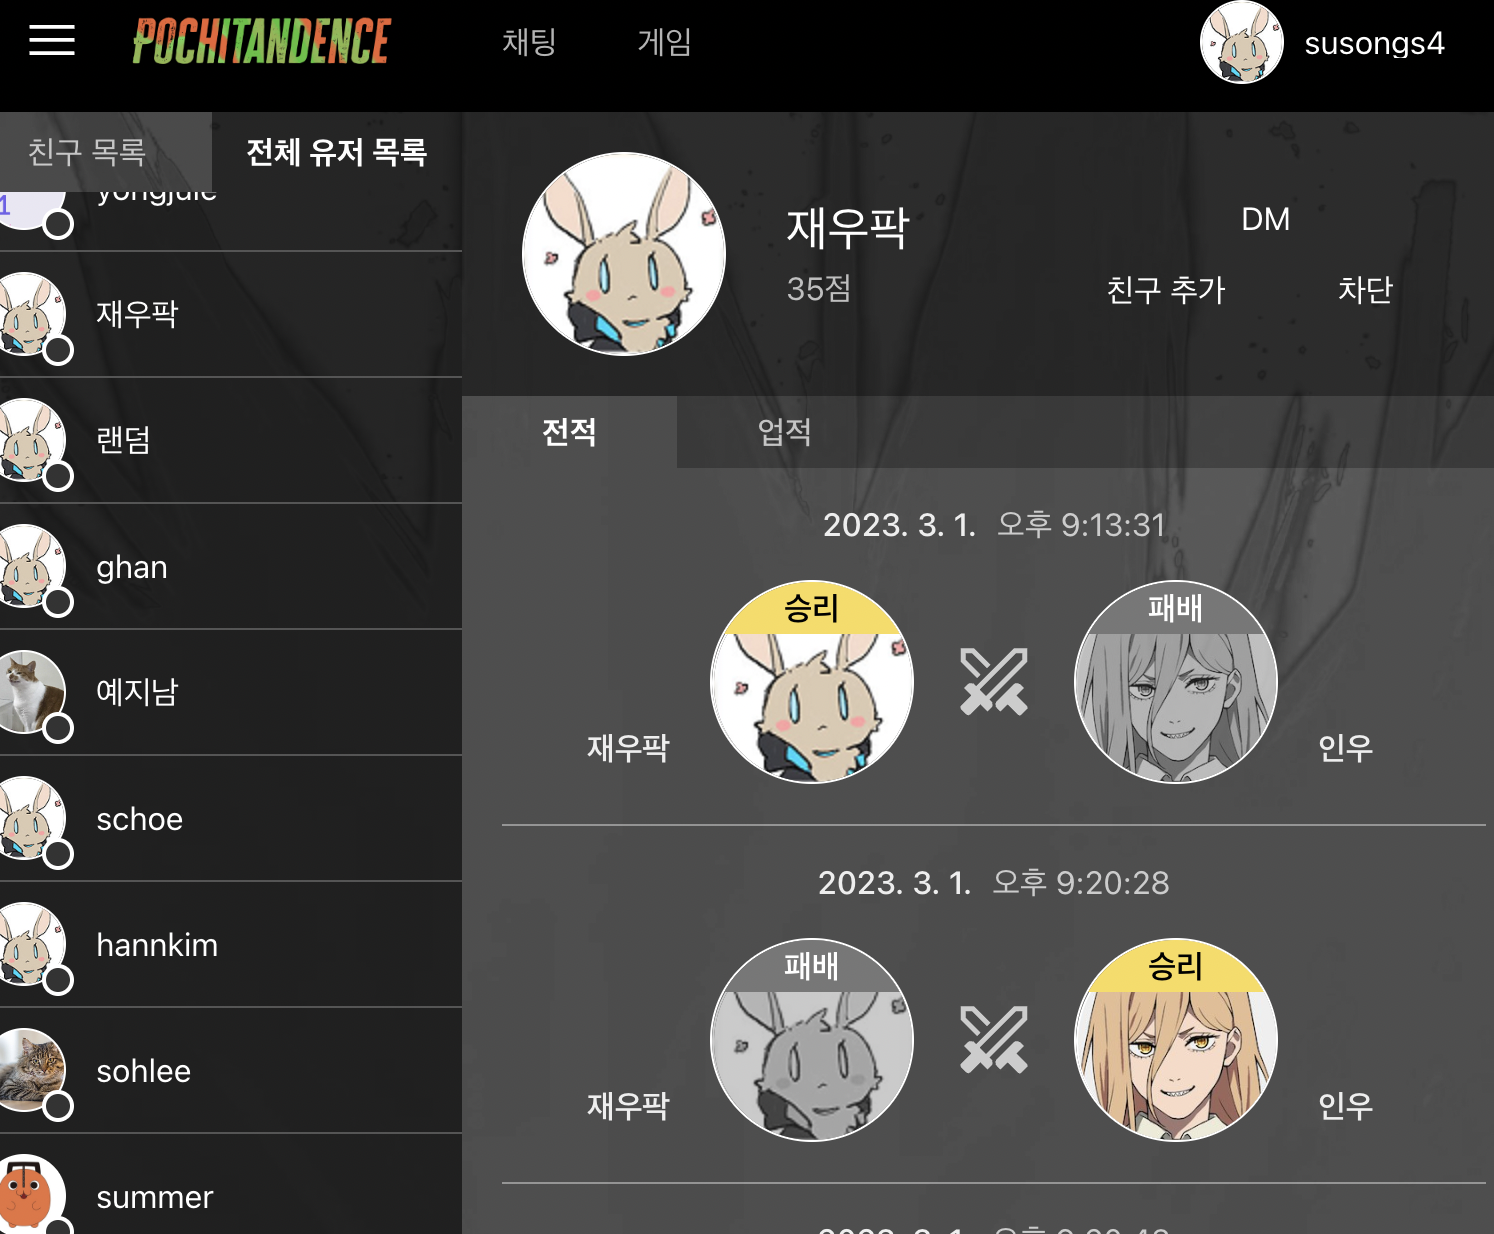 POCHITANDENCE
채팅
게임
susongs4
친구 목록
전체 유저 목록
1
yongjule
재우팍
랜덤
ghan
예지남
schoe
hannkim
sohlee
summer
재우팍
35점
DM
친구 추가
차단
전적
업적
2023. 3. 1. 오후 9:13:31
승리
패배
재우팍
인우
2023. 3. 1. 오후 9:20:28
패배
승리
재우팍
인우